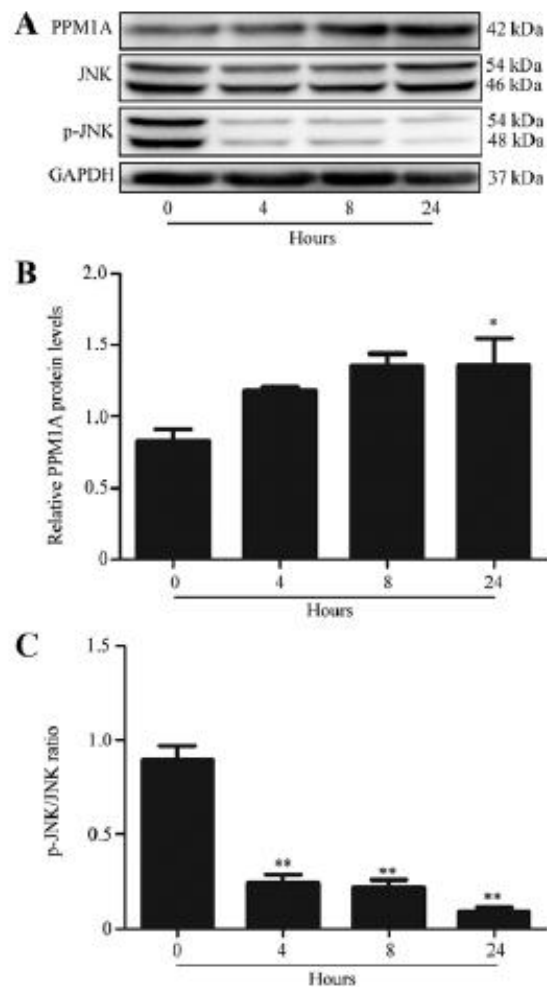 A
PPM1A
42 kDa
JNK
54 kDa
46 kDa
p-JNK
54 kDa
48 kDa
GAPDH
37 kDa
0 4 8 24
Hours
B
Relative PPM1A protein levels
2.0
1.5
*
1.0
0.5
0
0 4 8 24
Hours
C
p-JNK/JNK ratio
1.5
1.0
0.5
** ** **
0
0 4 8 24
Hours